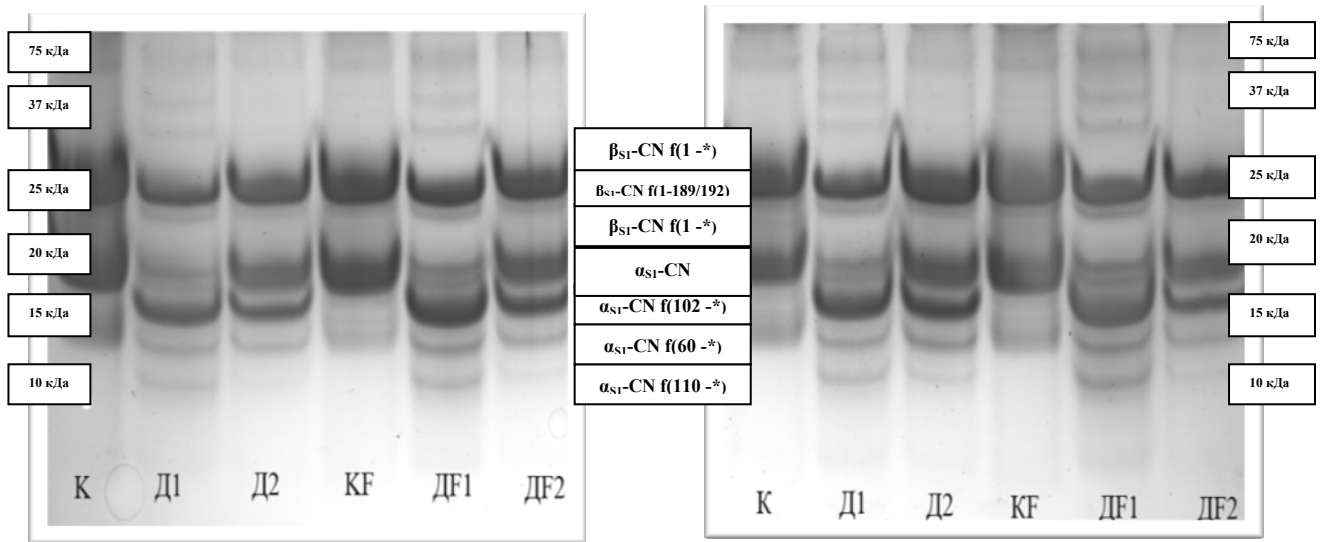 75 кДа
37 кДа
25 кДа
20 кДа
15 кДа
10 кДа
К Д1 Д2 KF ДF1 ДF2
βS1-CN f(1 -*)
βS1-CN f(1-189/192)
βS1-CN f(1 -*)
αS1-CN
αS1-CN f(102 -*)
αS1-CN f(60 -*)
αS1-CN f(110 -*)
75 кДа
37 кДа
25 кДа
20 кДа
15 кДа
10 кДа
К Д1 Д2 KF ДF1 ДF2